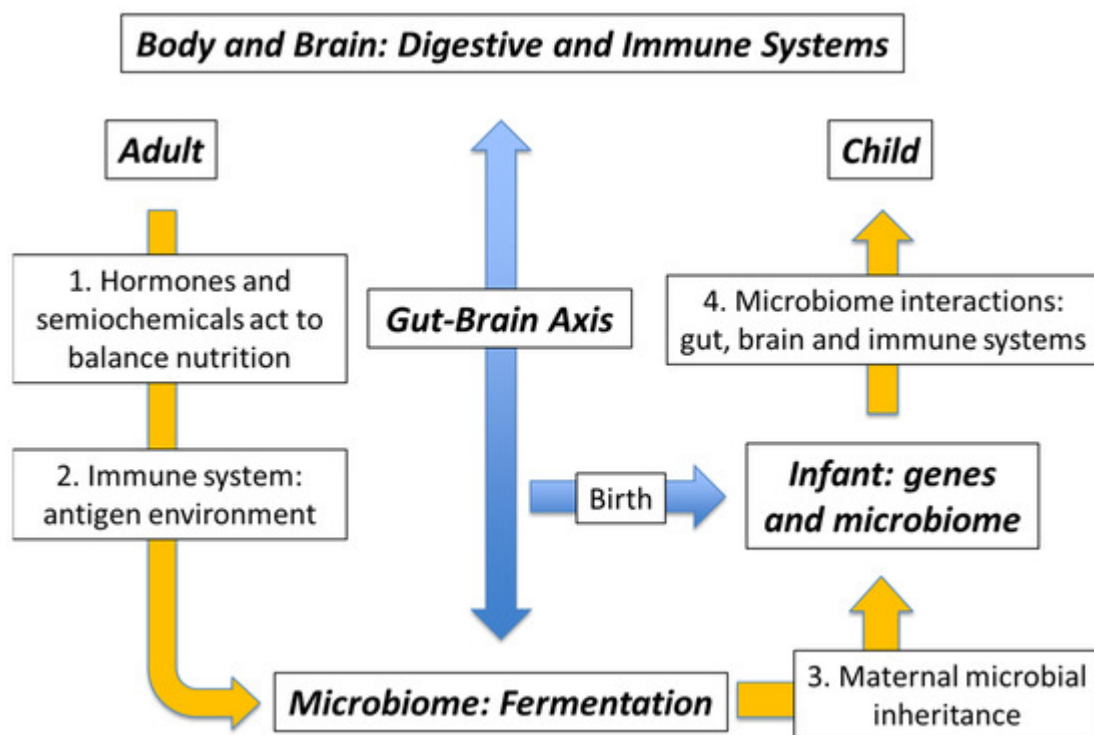 Body and Brain: Digestive and Immune Systems
Adult
Child
1. Hormones and
semiochemicals act to
balance nutrition
Gut-Brain Axis
4. Microbiome interactions:
gut, brain and immune systems
2. Immune system:
antigen environment
Birth
Infant: genes
and microbiome
Microbiome: Fermentation
3. Maternal microbial
inheritance